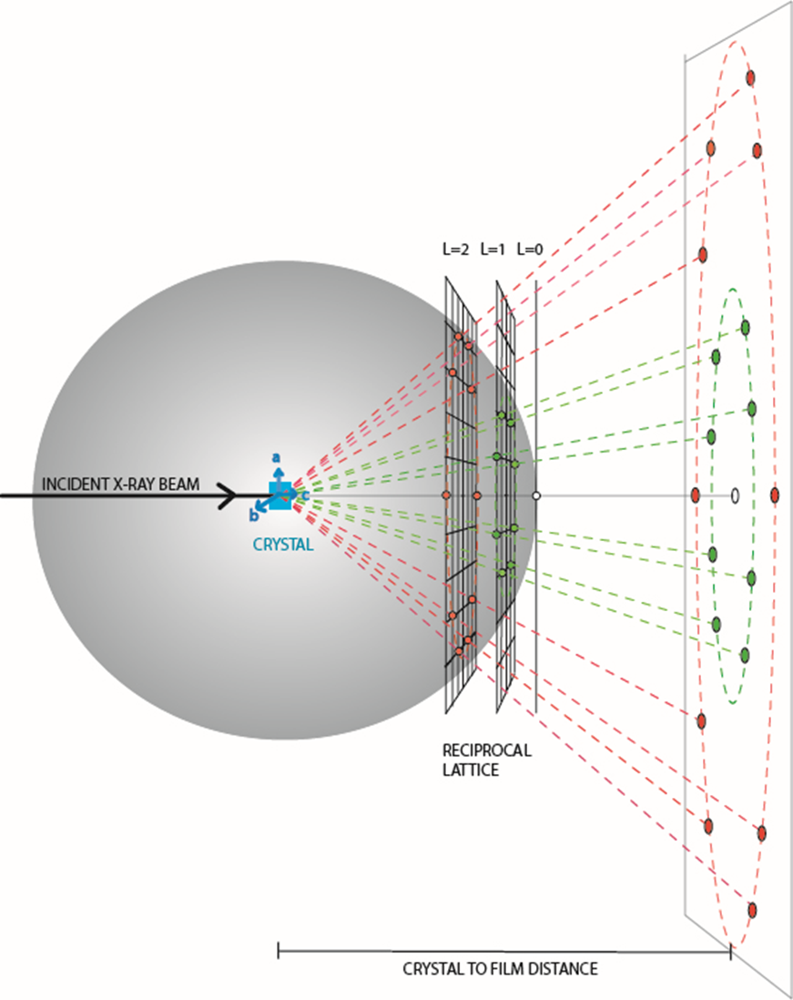 L=2 L=1 L=0
INCIDENT X-RAY BEAM
a
c
b
CRYSTAL
RECIPROCAL
LATTICE
CRYSTAL TO FILM DISTANCE